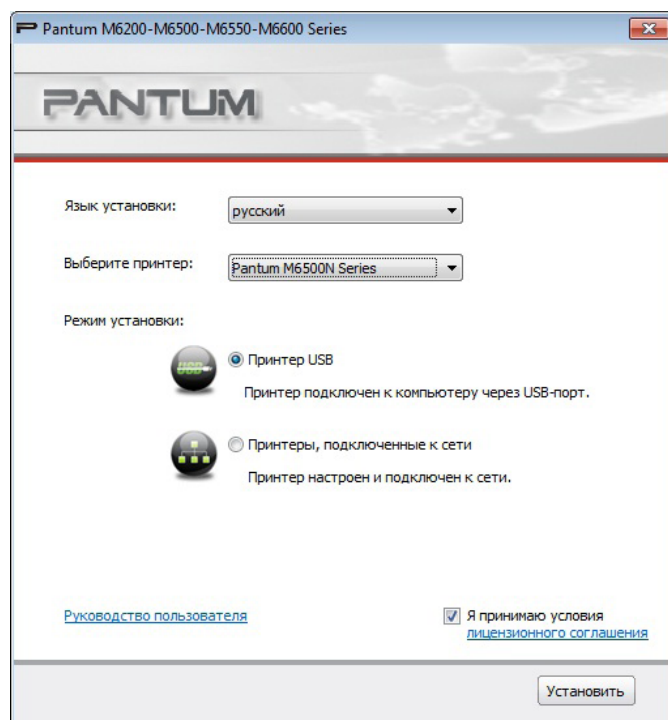 Pantum M6200-M6500-M6550-M6600 Series
PANTUM
Язык установки:
русский
Выберите принтер:
Pantum M6500N Series
Режим установки:
USB
Принтер USB
Принтер подключен к компьютеру через USB-порт.
Принтеры, подключенные к сети
Принтер настроен и подключен к сети.
Руководство пользователя
Я принимаю условия
лицензионного соглашения
Установить